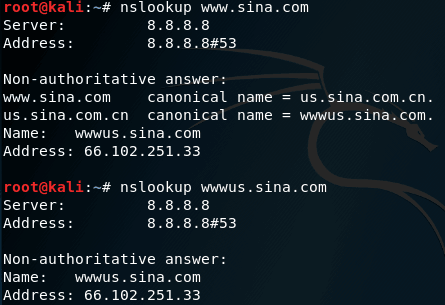 root@kali:~# nslookup www.sina.com
Server:         8.8.8.8
Address:        8.8.8.8#53

Non-authoritative answer:
www.sina.com    canonical name = us.sina.com.cn.
us.sina.com.cn  canonical name = wwwus.sina.com.
Name:   wwwus.sina.com
Address: 66.102.251.33

root@kali:~# nslookup wwwus.sina.com
Server:         8.8.8.8
Address:        8.8.8.8#53

Non-authoritative answer:
Name:   wwwus.sina.com
Address: 66.102.251.33